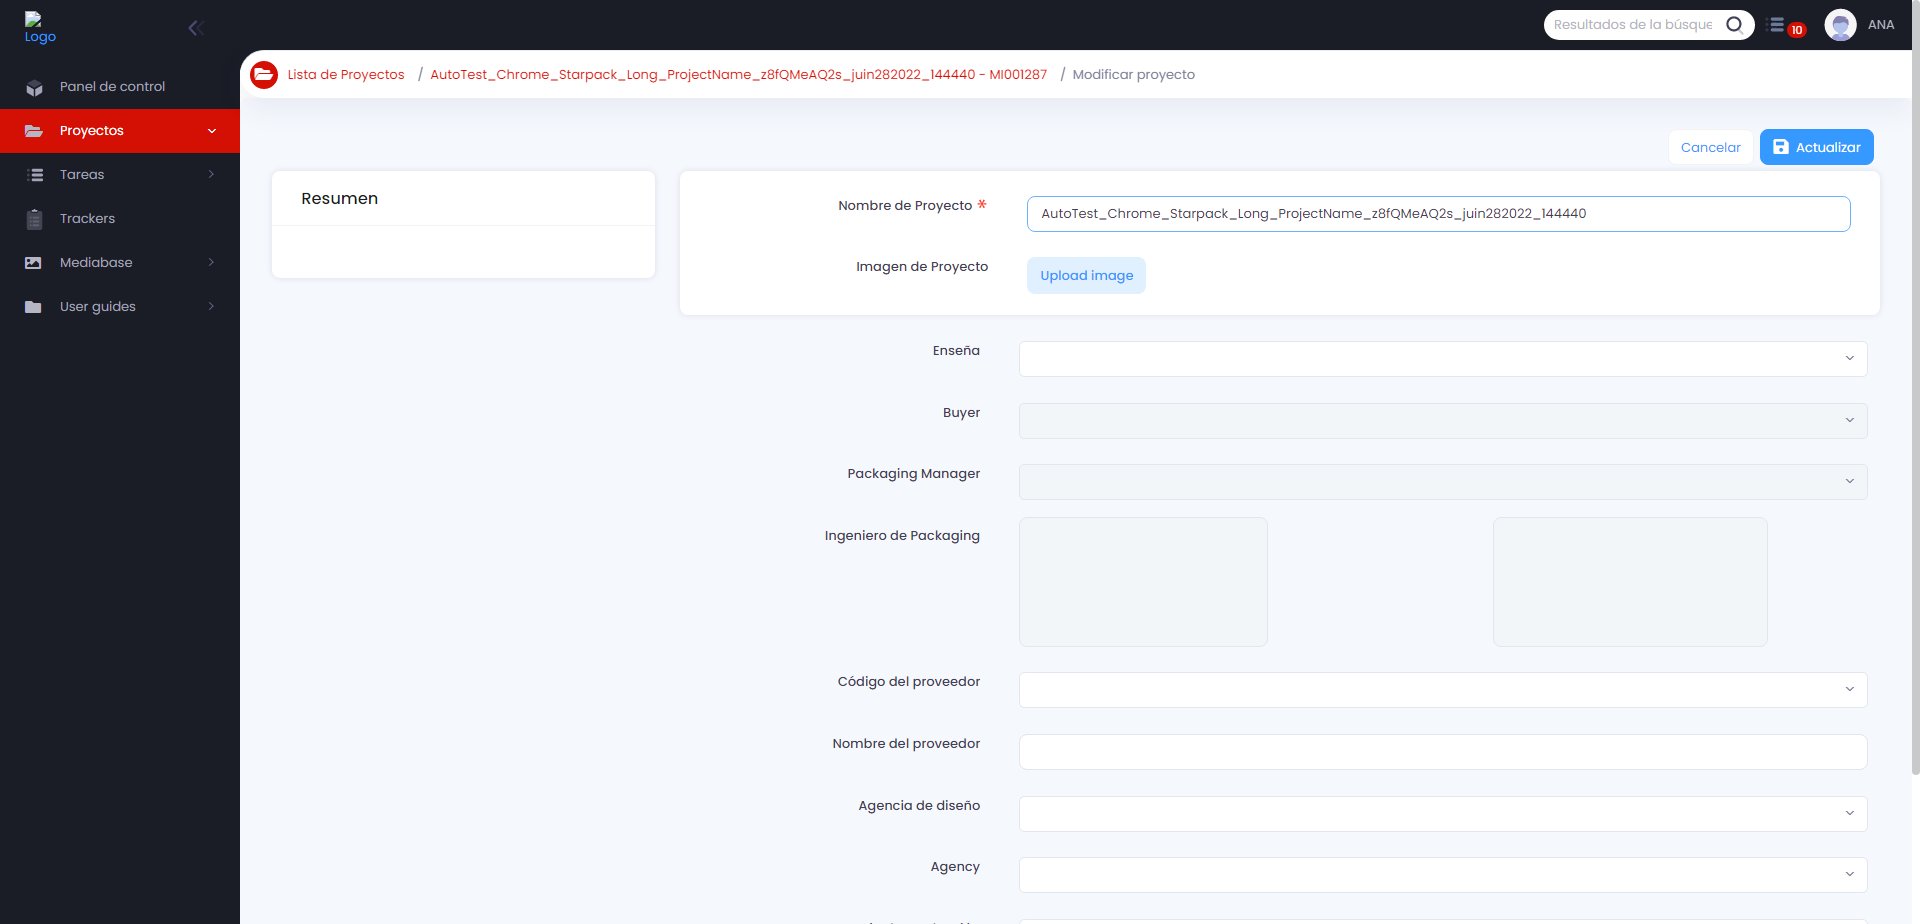 Logo
Resultados de la búsque
10
ANA
Panel de control
Proyectos
Tareas
Trackers
Mediabase
User guides
Lista de Proyectos / AutoTest_Chrome_Starpack_Long_ProjectName_z8fQMeAQ2s_juin282022_144440 - MI001287 / Modificar proyecto
Cancelar
Actualizar
Resumen
Nombre de Proyecto *
AutoTest_Chrome_Starpack_Long_ProjectName_z8fQMeAQ2s_juin282022_144440
Imagen de Proyecto
Upload image
Enseña
Buyer
Packaging Manager
Ingeniero de Packaging
Código del proveedor
Nombre del proveedor
Agencia de diseño
Agency